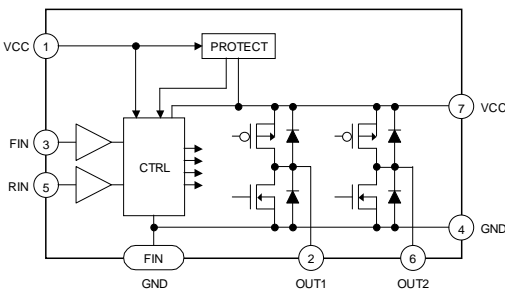 VCC 1
PROTECT
7 VCC
FIN 3
CTRL
RIN 5
4 GND
FIN
2
6
GND
OUT1
OUT2